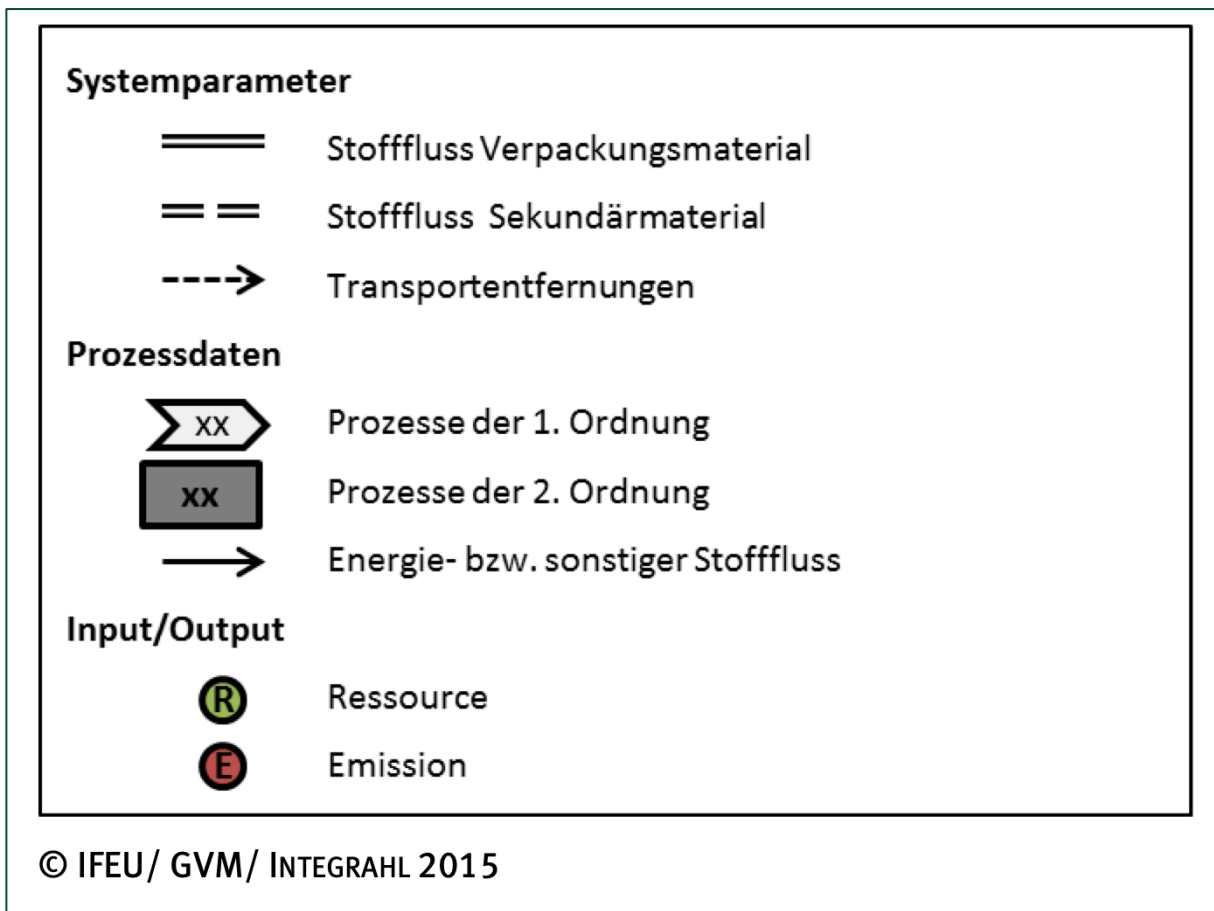 Systemparameter
Stofffluss Verpackungsmaterial
Stofffluss Sekundärmaterial
Transportentfernungen
Prozessdaten
xx Prozesse der 1. Ordnung
xx Prozesse der 2. Ordnung
Energie- bzw. sonstiger Stofffluss
Input/Output
R Ressource
E Emission
© IFEU/ GVM/ INTEGRAHL 2015